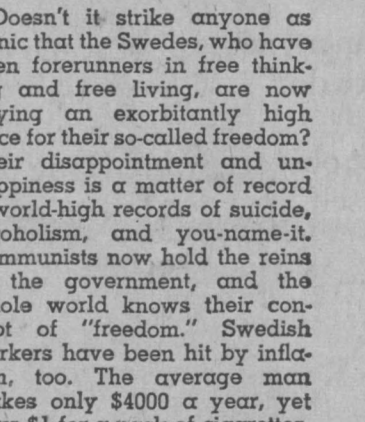 Doesn't it strike anyone as
nic that the Swedes, who have
en forerunners in free think-
g and free living, are now
ying an exorbitantly high
ce for their so-called freedom?
eir disappointment and un-
ppiness is a matter of record
world-high records of suicide,
oholism, and you-name-it.
mmunists now hold the reins
the government, and the
ole world knows their con-
pt of "freedom." Swedish
rkers have been hit by infla-
n, too. The average man
kes only $4000 a year, yet